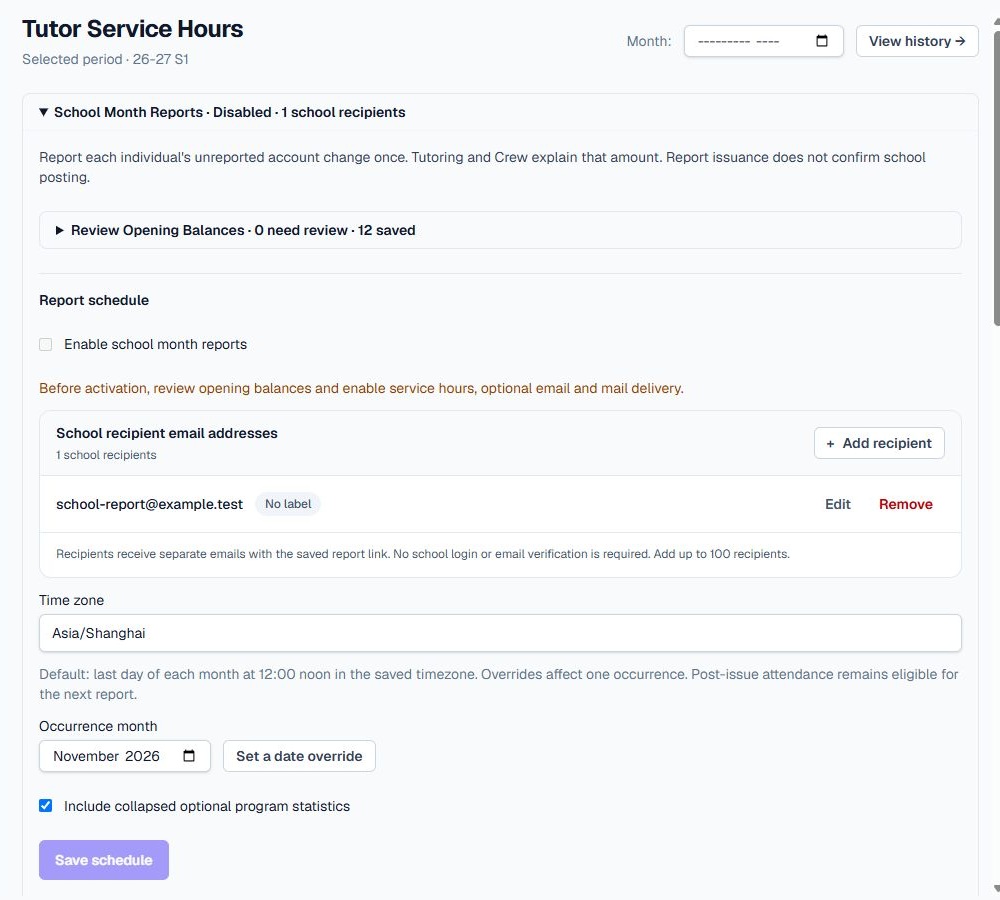 Tutor Service Hours
Selected period · 26-27 S1
Month:
--------- ----
View history →
▼ School Month Reports · Disabled · 1 school recipients
Report each individual's unreported account change once. Tutoring and Crew explain that amount. Report issuance does not confirm school
posting.
▶ Review Opening Balances · 0 need review · 12 saved
Report schedule
Enable school month reports
Before activation, review opening balances and enable service hours, optional email and mail delivery.
School recipient email addresses
1 school recipients
+ Add recipient
school-report@example.test No label Edit Remove
Recipients receive separate emails with the saved report link. No school login or email verification is required. Add up to 100 recipients.
Time zone
Asia/Shanghai
Default: last day of each month at 12:00 noon in the saved timezone. Overrides affect one occurrence. Post-issue attendance remains eligible for
the next report.
Occurrence month
November 2026
Set a date override
Include collapsed optional program statistics
Save schedule